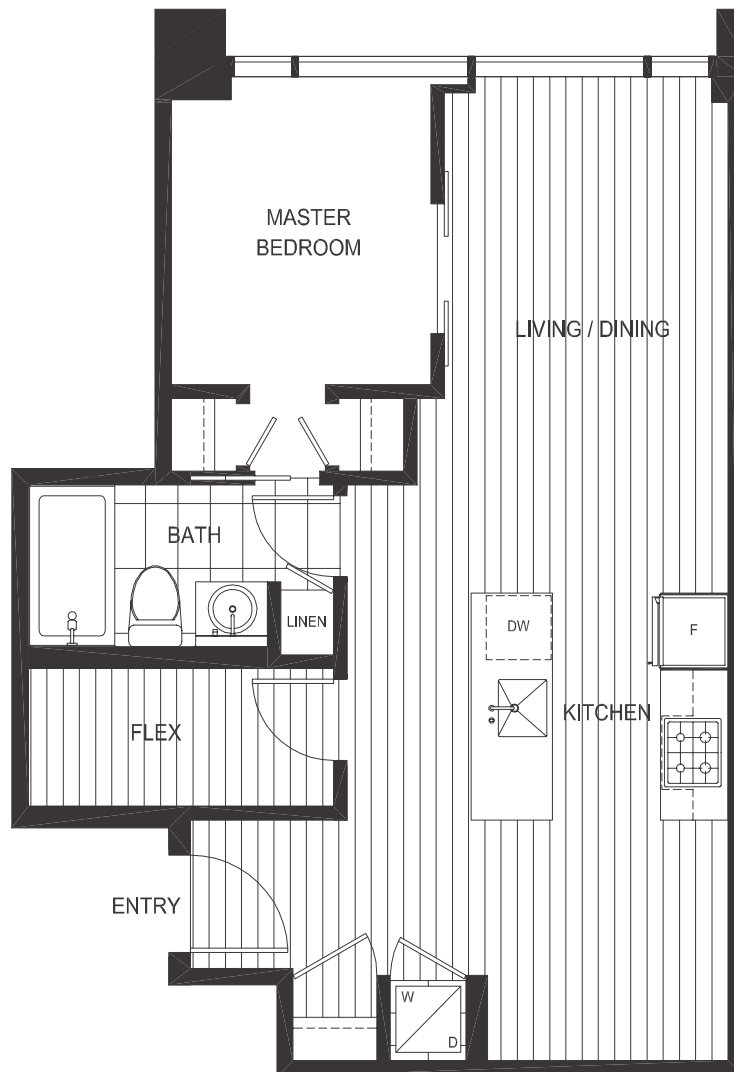 MASTER
BEDROOM
LIVING / DINING
BATH
LINEN
DW
F
FLEX
KITCHEN
ENTRY
W
D